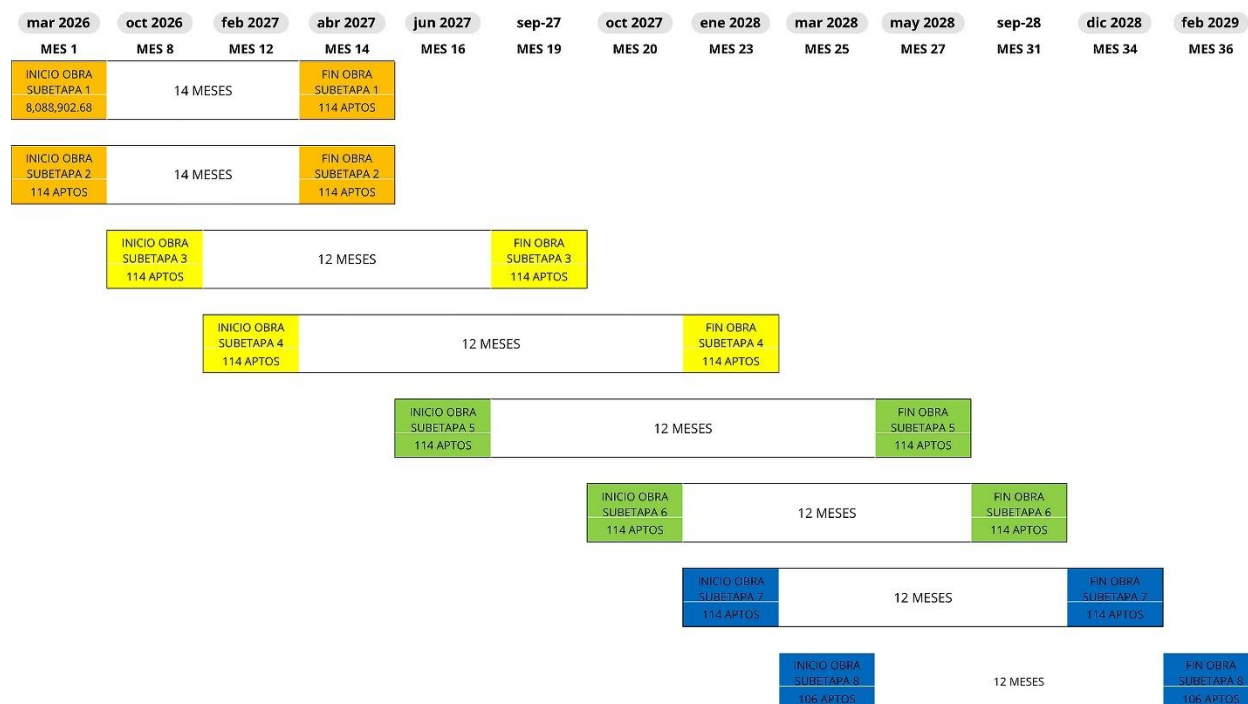 mar 2026 oct 2026 feb 2027 abr 2027 jun 2027 sep-27 oct 2027 ene 2028 mar 2028 may 2028 sep-28 dic 2028 feb 2029
MES 1 MES 8 MES 12 MES 14 MES 16 MES 19 MES 20 MES 23 MES 25 MES 27 MES 31 MES 34 MES 36
INICIO OBRA FIN OBRA
SUBETAPA 1 14 MESES SUBETAPA 1
8,088,902.68 114 APTOS
INICIO OBRA FIN OBRA
SUBETAPA 2 14 MESES SUBETAPA 2
114 APTOS 114 APTOS
INICIO OBRA FIN OBRA
SUBETAPA 3 12 MESES SUBETAPA 3
114 APTOS 114 APTOS
INICIO OBRA FIN OBRA
SUBETAPA 4 12 MESES SUBETAPA 4
114 APTOS 114 APTOS
INICIO OBRA FIN OBRA
SUBETAPA 5 12 MESES SUBETAPA 5
114 APTOS 114 APTOS
INICIO OBRA FIN OBRA
SUBETAPA 6 12 MESES SUBETAPA 6
114 APTOS 114 APTOS
INICIO OBRA FIN OBRA
SUBETAPA 7 12 MESES SUBETAPA 7
114 APTOS 114 APTOS
INICIO OBRA FIN OBRA
SUBETAPA 8 12 MESES SUBETAPA 8
106 APTOS 106 APTOS